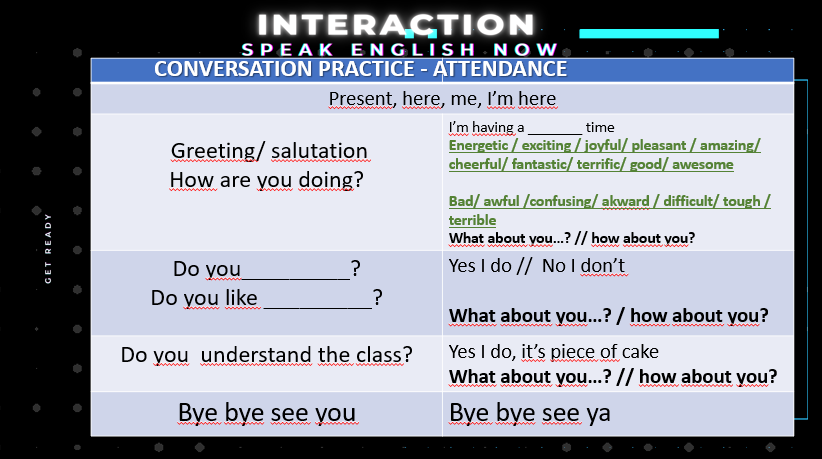 INTERACTION
SPEAK ENGLISH NOW
CONVERSATION PRACTICE - ATTENDANCE
Present, here, me, I'm here
Greeting/ salutation
How are you doing?
I'm having a _______ time
Energetic / exciting / joyful/ pleasant / amazing/
cheerful/ fantastic/ terrific/ good/ awesome
Bad/ awful /confusing/ akward / difficult/ tough /
terrible
What about you…? // how about you?
Do you_________?
Do you like _________?
Yes I do // No I don't
What about you…? / how about you?
Do you understand the class?
Yes I do, it's piece of cake
What about you…? // how about you?
Bye bye see you
Bye bye see ya
GET READY